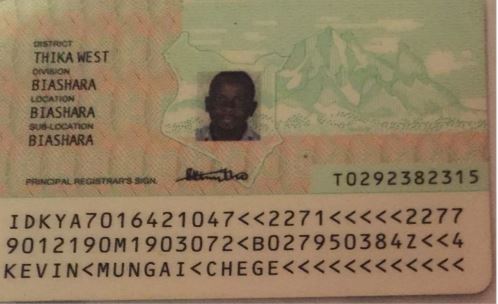 DISTRICT
THIKA WEST
DIVISION
BIASHARA
LOCATION
BIASHARA
SUB-LOCATION
BIASHARA
PRINCIPAL REGISTRAR'S SIGN.
T0292382315
IDKYA7016421047<<2271<<<<<2277
9012190M1903072<B027950384Z<<4
KEVIN<MUNGAI<CHEGE<<<<<<<<<<<<